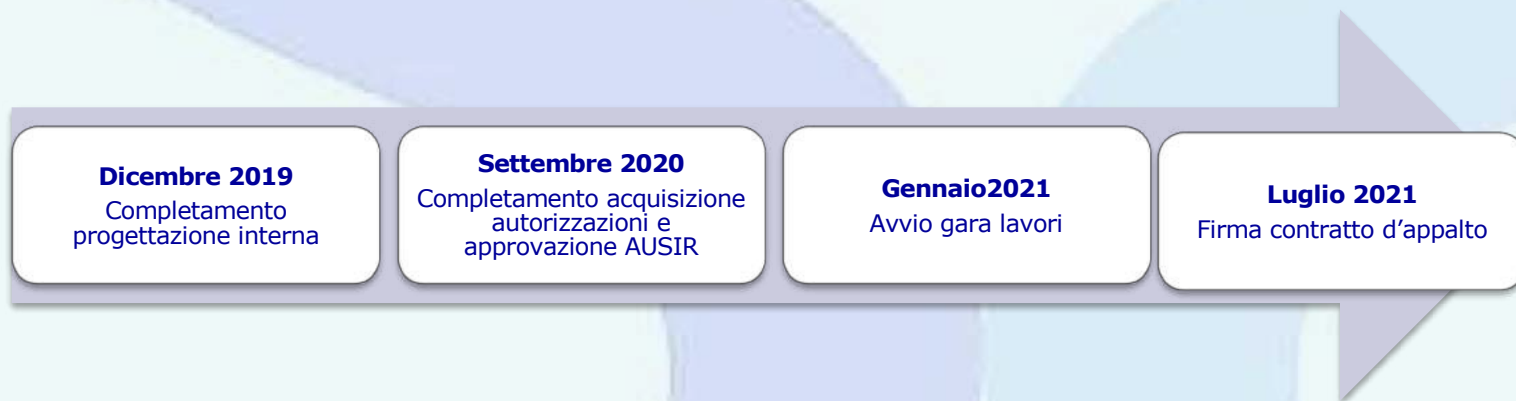 Dicembre 2019
Completamento
progettazione interna
Settembre 2020
Completamento acquisizione
autorizzazioni e
approvazione AUSIR
Gennaio2021
Avvio gara lavori
Luglio 2021
Firma contratto d’appalto